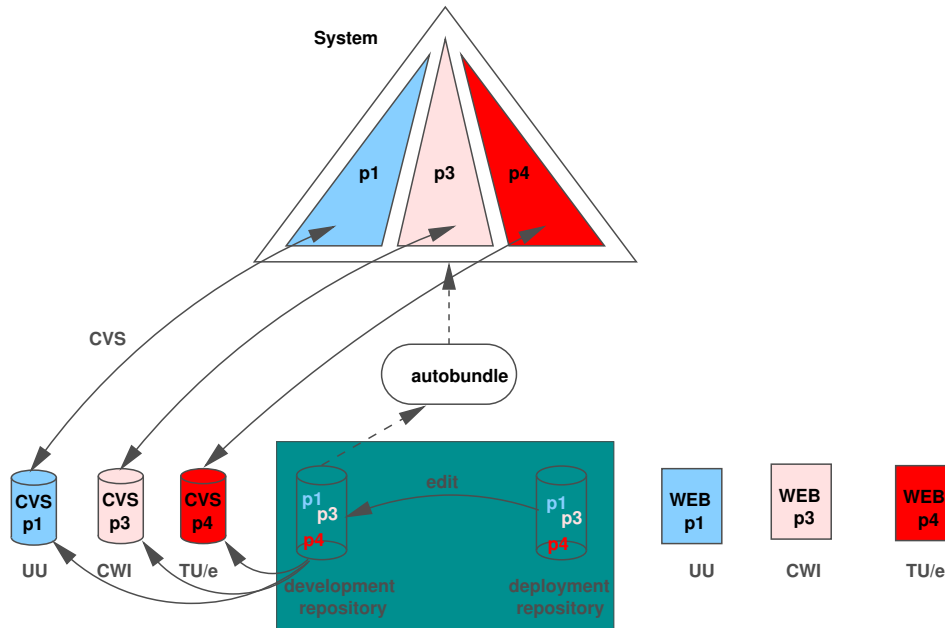 System
p1
p3
p4
CVS
autobundle
CVS
p1
CVS
p3
CVS
p4
p1
p3
p4
edit
p1
p3
p4
WEB
p1
WEB
p3
WEB
p4
UU
CWI
TU/e
development
repository
deployment
repository
UU
CWI
TU/e